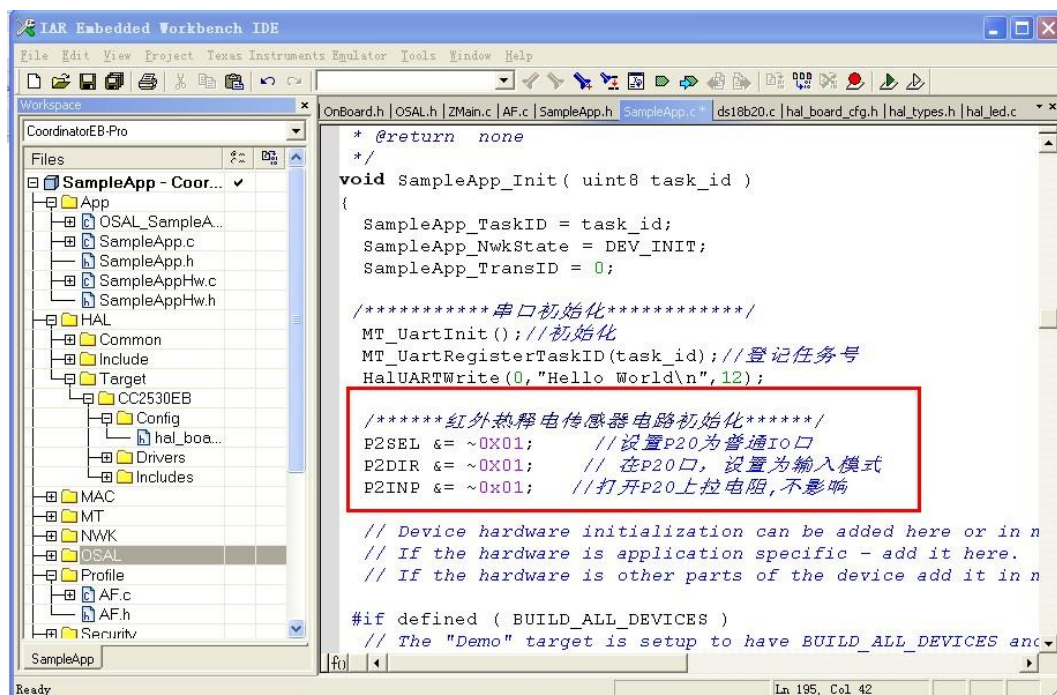 IAR Embedded Workbench IDE
File Edit View Project Texas Instruments Emulator Tools Window Help
Workspace
CoordinatorEB-Pro
Files
SampleApp - Coor...
App
OSAL_SampleA...
SampleApp.c
SampleApp.h
SampleAppHw.c
SampleAppHw.h
HAL
Common
Include
Target
CC2530EB
Config
hal_boa...
Drivers
Includes
MAC
MT
NWK
OSAL
Profile
AF.c
AF.h
Security
SampleApp
OnBoard.h | OSAL.h | ZMain.c | AF.c | SampleApp.h | SampleApp.c * | ds18b20.c | hal_board_cfg.h | hal_types.h | hal_led.c
* @return  none
*/
void SampleApp_Init( uint8 task_id )
{
SampleApp_TaskID = task_id;
SampleApp_NwkState = DEV_INIT;
SampleApp_TransID = 0;
/***********串口初始化************/
MT_UartInit();//初始化
MT_UartRegisterTaskID(task_id);//登记任务号
HalUARTWrite(0,"Hello World\n",12);
/******红外热释电传感器电路初始化******/
P2SEL &= ~0X01;     //设置P20为普通IO口
P2DIR &= ~0X01;    // 在P20口, 设置为输入模式
P2INP &= ~0x01;   //打开P20上拉电阻,不影响
// Device hardware initialization can be added here or in m
// If the hardware is application specific - add it here.
// If the hardware is other parts of the device add it in m
#if defined ( BUILD_ALL_DEVICES )
// The "Demo" target is setup to have BUILD_ALL_DEVICES and
f()
Ready
Ln 195, Col 42